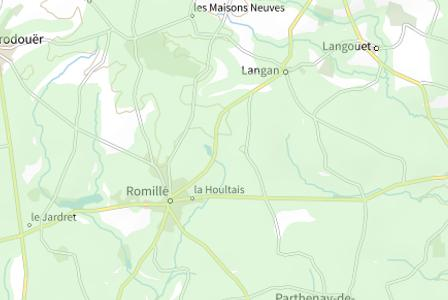 les Maisons Neuves
rodouër
Langouet
Langan
Romillé
la Houltais
le Jardret
Parthenay-de-